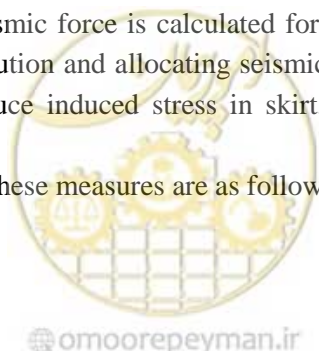 smic force is calculated for
ution and allocating seismic
uce induced stress in skirt
hese measures are as follow
omoorepeyman.ir